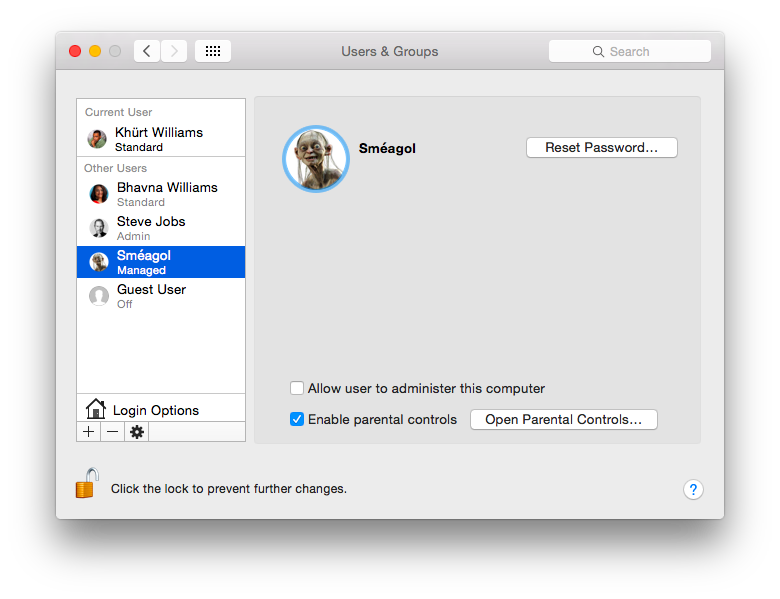 Users & Groups
Search
Current User
Khürt Williams
Standard
Other Users
Bhavna Williams
Standard
Steve Jobs
Admin
Sméagol
Managed
Guest User
Off
Login Options
Sméagol
Reset Password...
Allow user to administer this computer
Enable parental controls
Open Parental Controls...
Click the lock to prevent further changes.
?